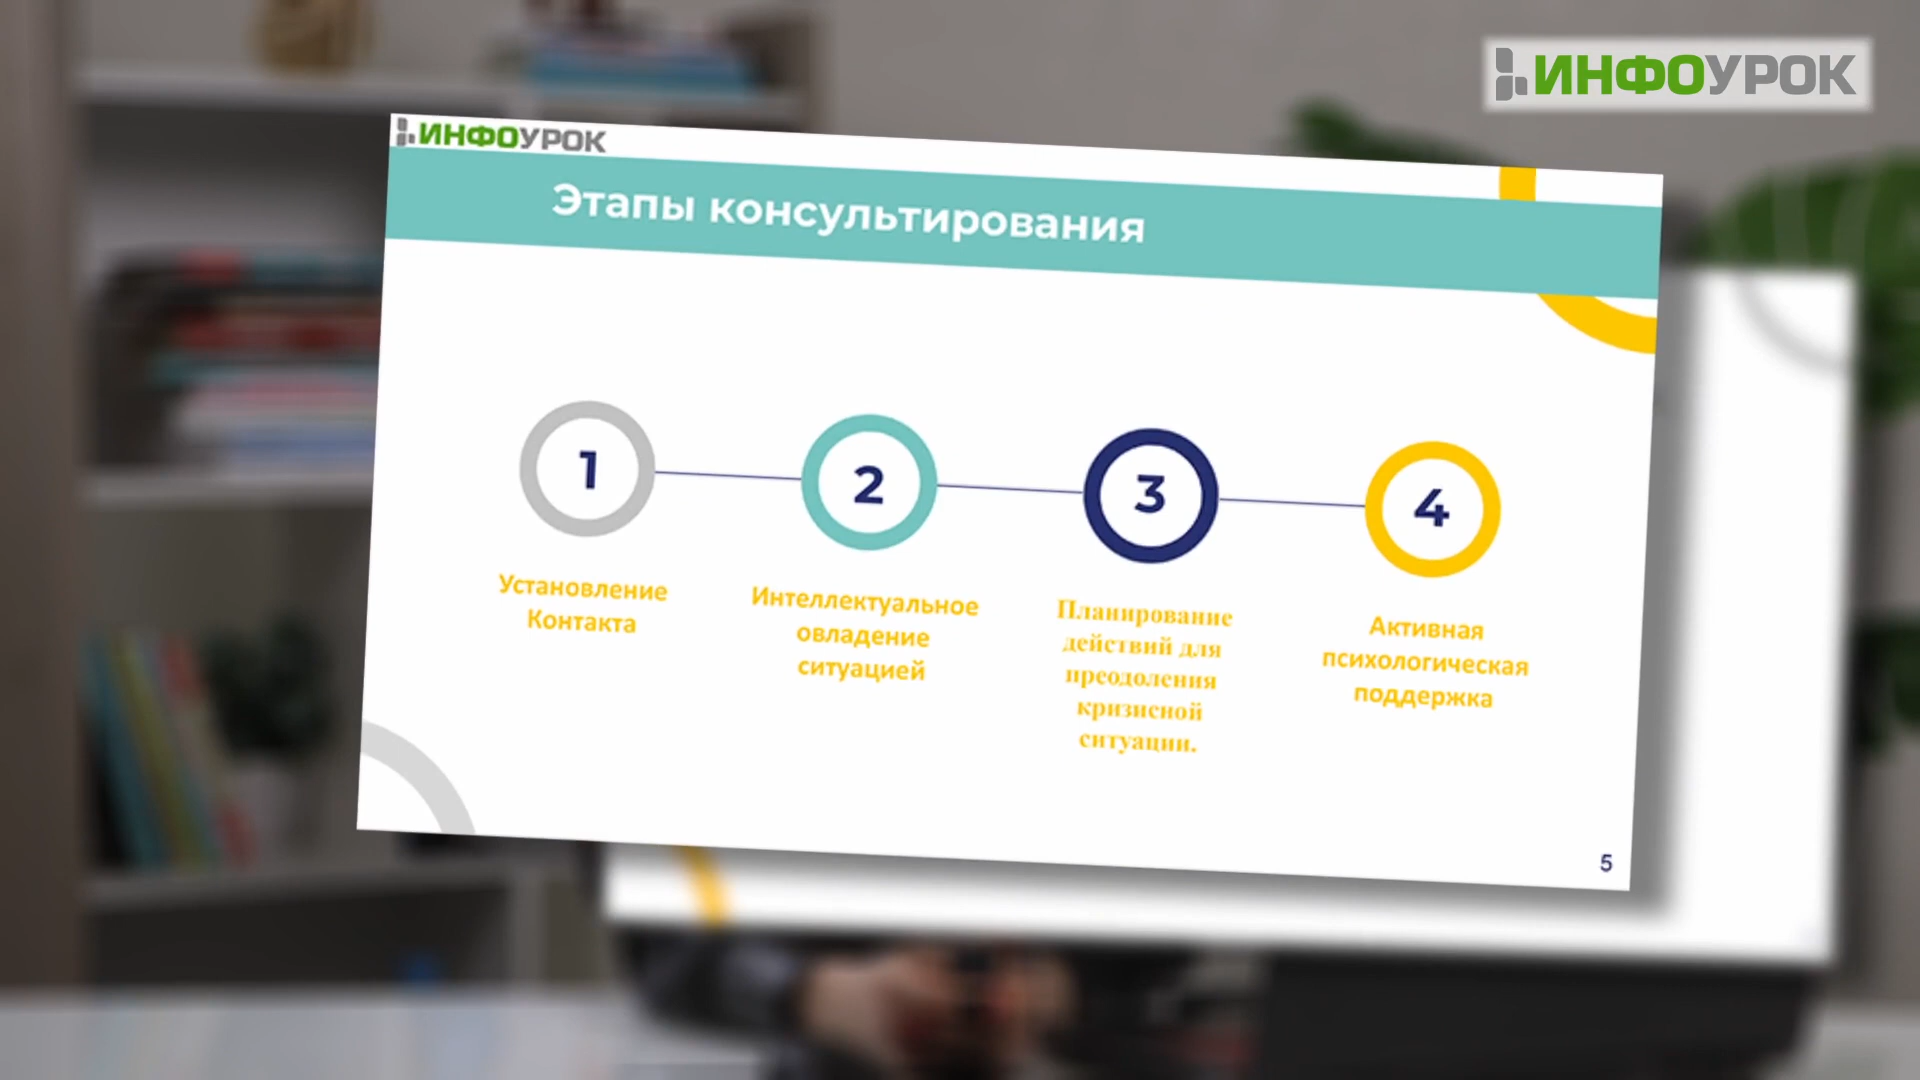 ИНФОУРОК
ИНФОУРОК
Этапы консультирования
1
2
3
4
Установление
Контакта
Интеллектуальное
овладение
ситуацией
Планирование
действий для
преодоления
кризисной
ситуации.
Активная
психологическая
поддержка
5